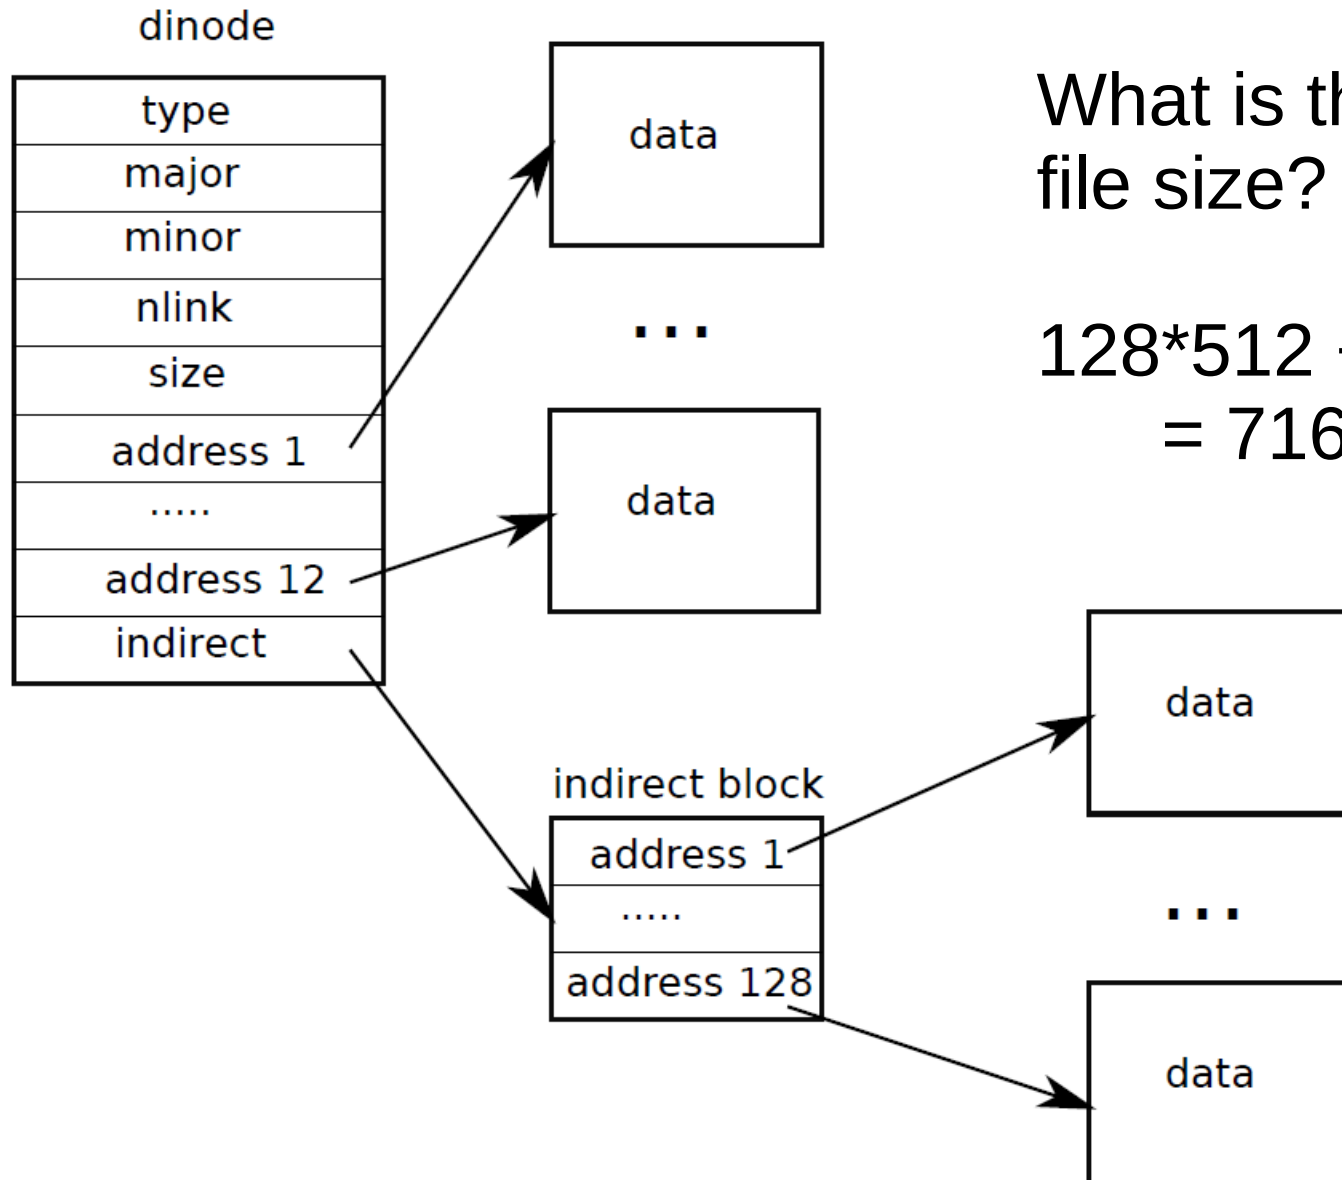 dinode
type
major
minor
nlink
size
address 1
.....
address 12
indirect
data
...
data
indirect block
address 1
.....
address 128
data
...
data
What is
file size?
128*512
= 716